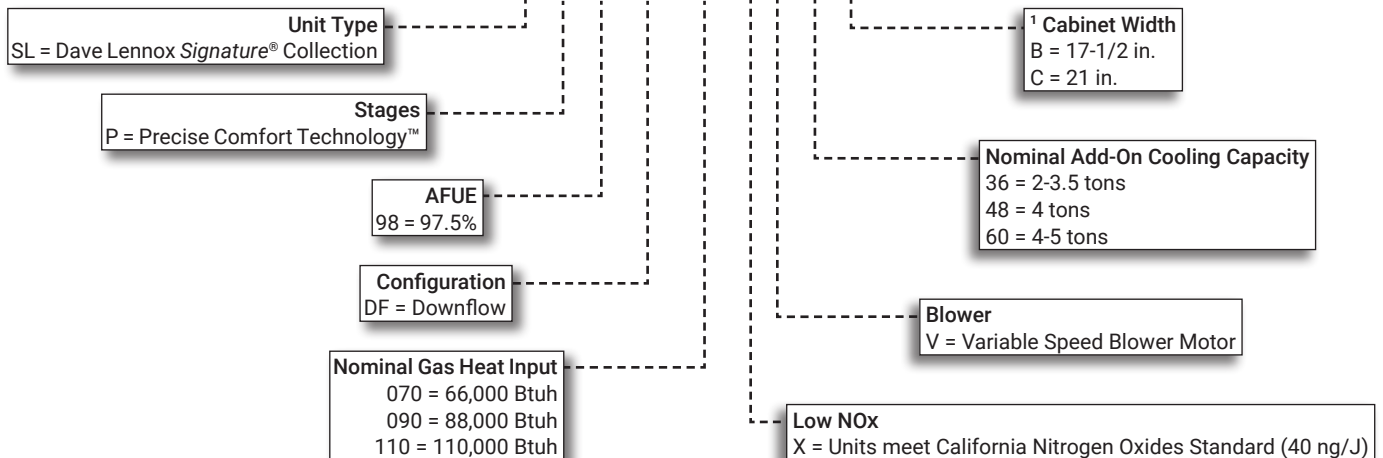 Unit Type
SL = Dave Lennox Signature® Collection
Stages
P = Precise Comfort Technology™
AFUE
98 = 97.5%
Configuration
DF = Downflow
Nominal Gas Heat Input
070 = 66,000 Btuh
090 = 88,000 Btuh
110 = 110,000 Btuh
¹ Cabinet Width
B = 17-1/2 in.
C = 21 in.
Nominal Add-On Cooling Capacity
36 = 2-3.5 tons
48 = 4 tons
60 = 4-5 tons
Blower
V = Variable Speed Blower Motor
Low NOx
X = Units meet California Nitrogen Oxides Standard (40 ng/J)